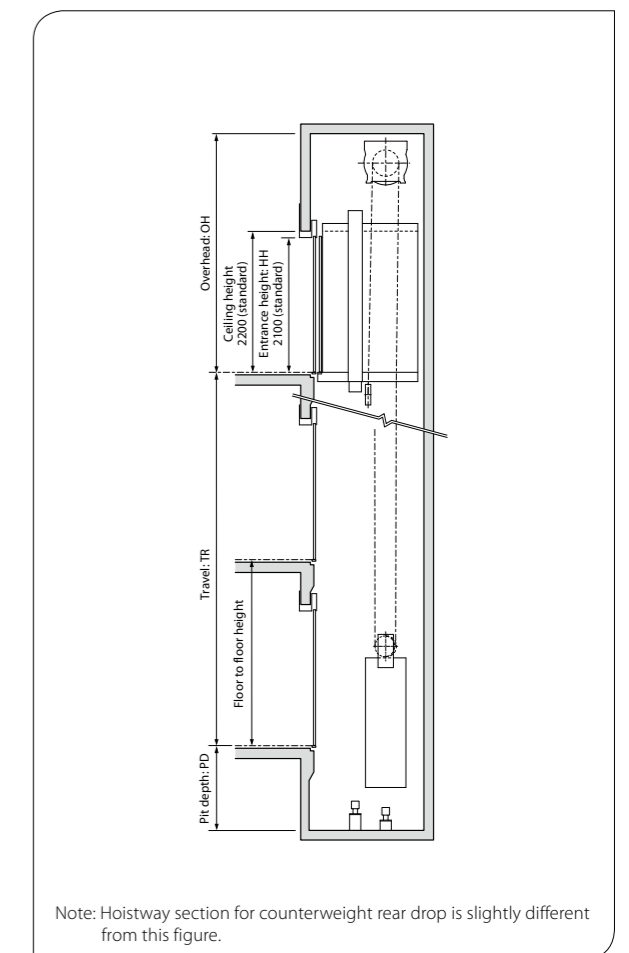 Overhead: OH
Ceiling height
2200 (standard)
Entrance height: HH
2100 (standard)
Travel: TR
Floor to floor height
Pit depth: PD
Note: Hoistway section for counterweight rear drop is slightly different
from this figure.